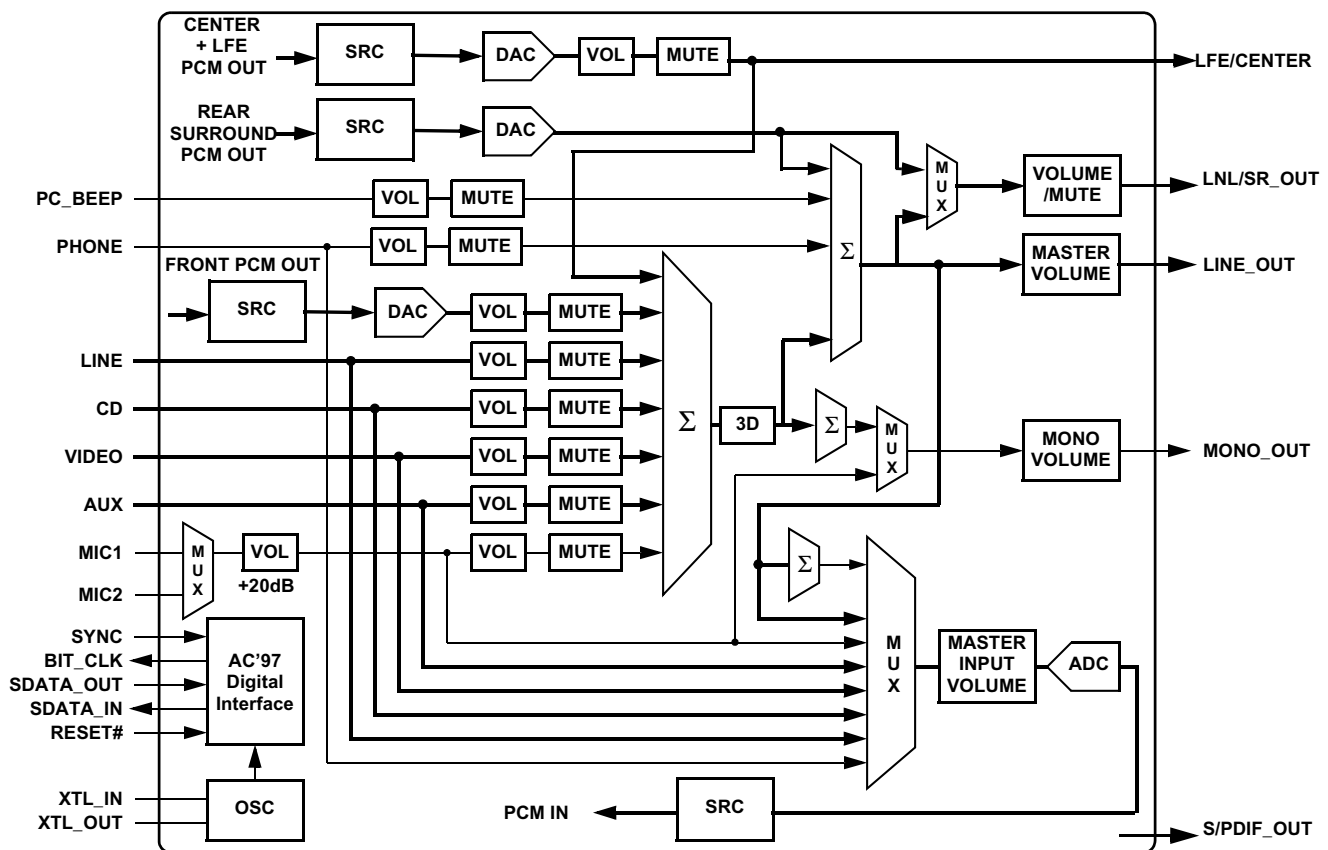 CENTER
+ LFE
PCM OUT
SRC
DAC
VOL
MUTE
LFE/CENTER
REAR
SURROUND
PCM OUT
SRC
DAC
MUX
VOLUME
/MUTE
LNL/SR_OUT
PC_BEEP
VOL
MUTE
PHONE
VOL
MUTE
Σ
MASTER
VOLUME
LINE_OUT
FRONT PCM OUT
SRC
DAC
VOL
MUTE
LINE
VOL
MUTE
CD
VOL
MUTE
Σ
3D
Σ
MUX
MONO
VOLUME
MONO_OUT
VIDEO
VOL
MUTE
AUX
VOL
MUTE
MIC1
MUX
VOL
+20dB
VOL
MUTE
Σ
MIC2
SYNC
BIT_CLK
SDATA_OUT
SDATA_IN
RESET#
AC'97
Digital
Interface
MUX
MASTER
INPUT
VOLUME
ADC
XTL_IN
XTL_OUT
OSC
PCM IN
SRC
S/PDIF_OUT